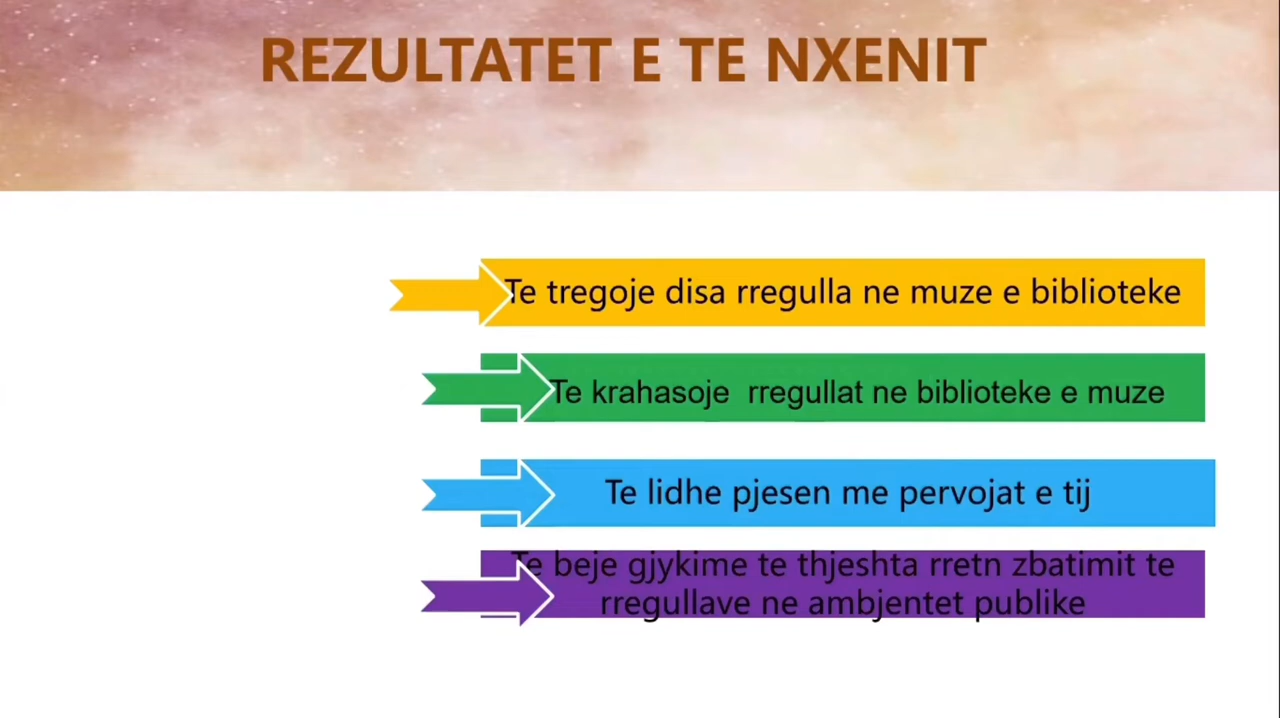 REZULTATET E TE NXENIT
Te tregoje disa rregulla ne muze e biblioteke
Te krahasoje rregullat ne biblioteke e muze
Te lidhe pjesen me pervojat e tij
Te beje gjykime te thjeshta rretn zbatimit te
rregullave ne ambjentet publike